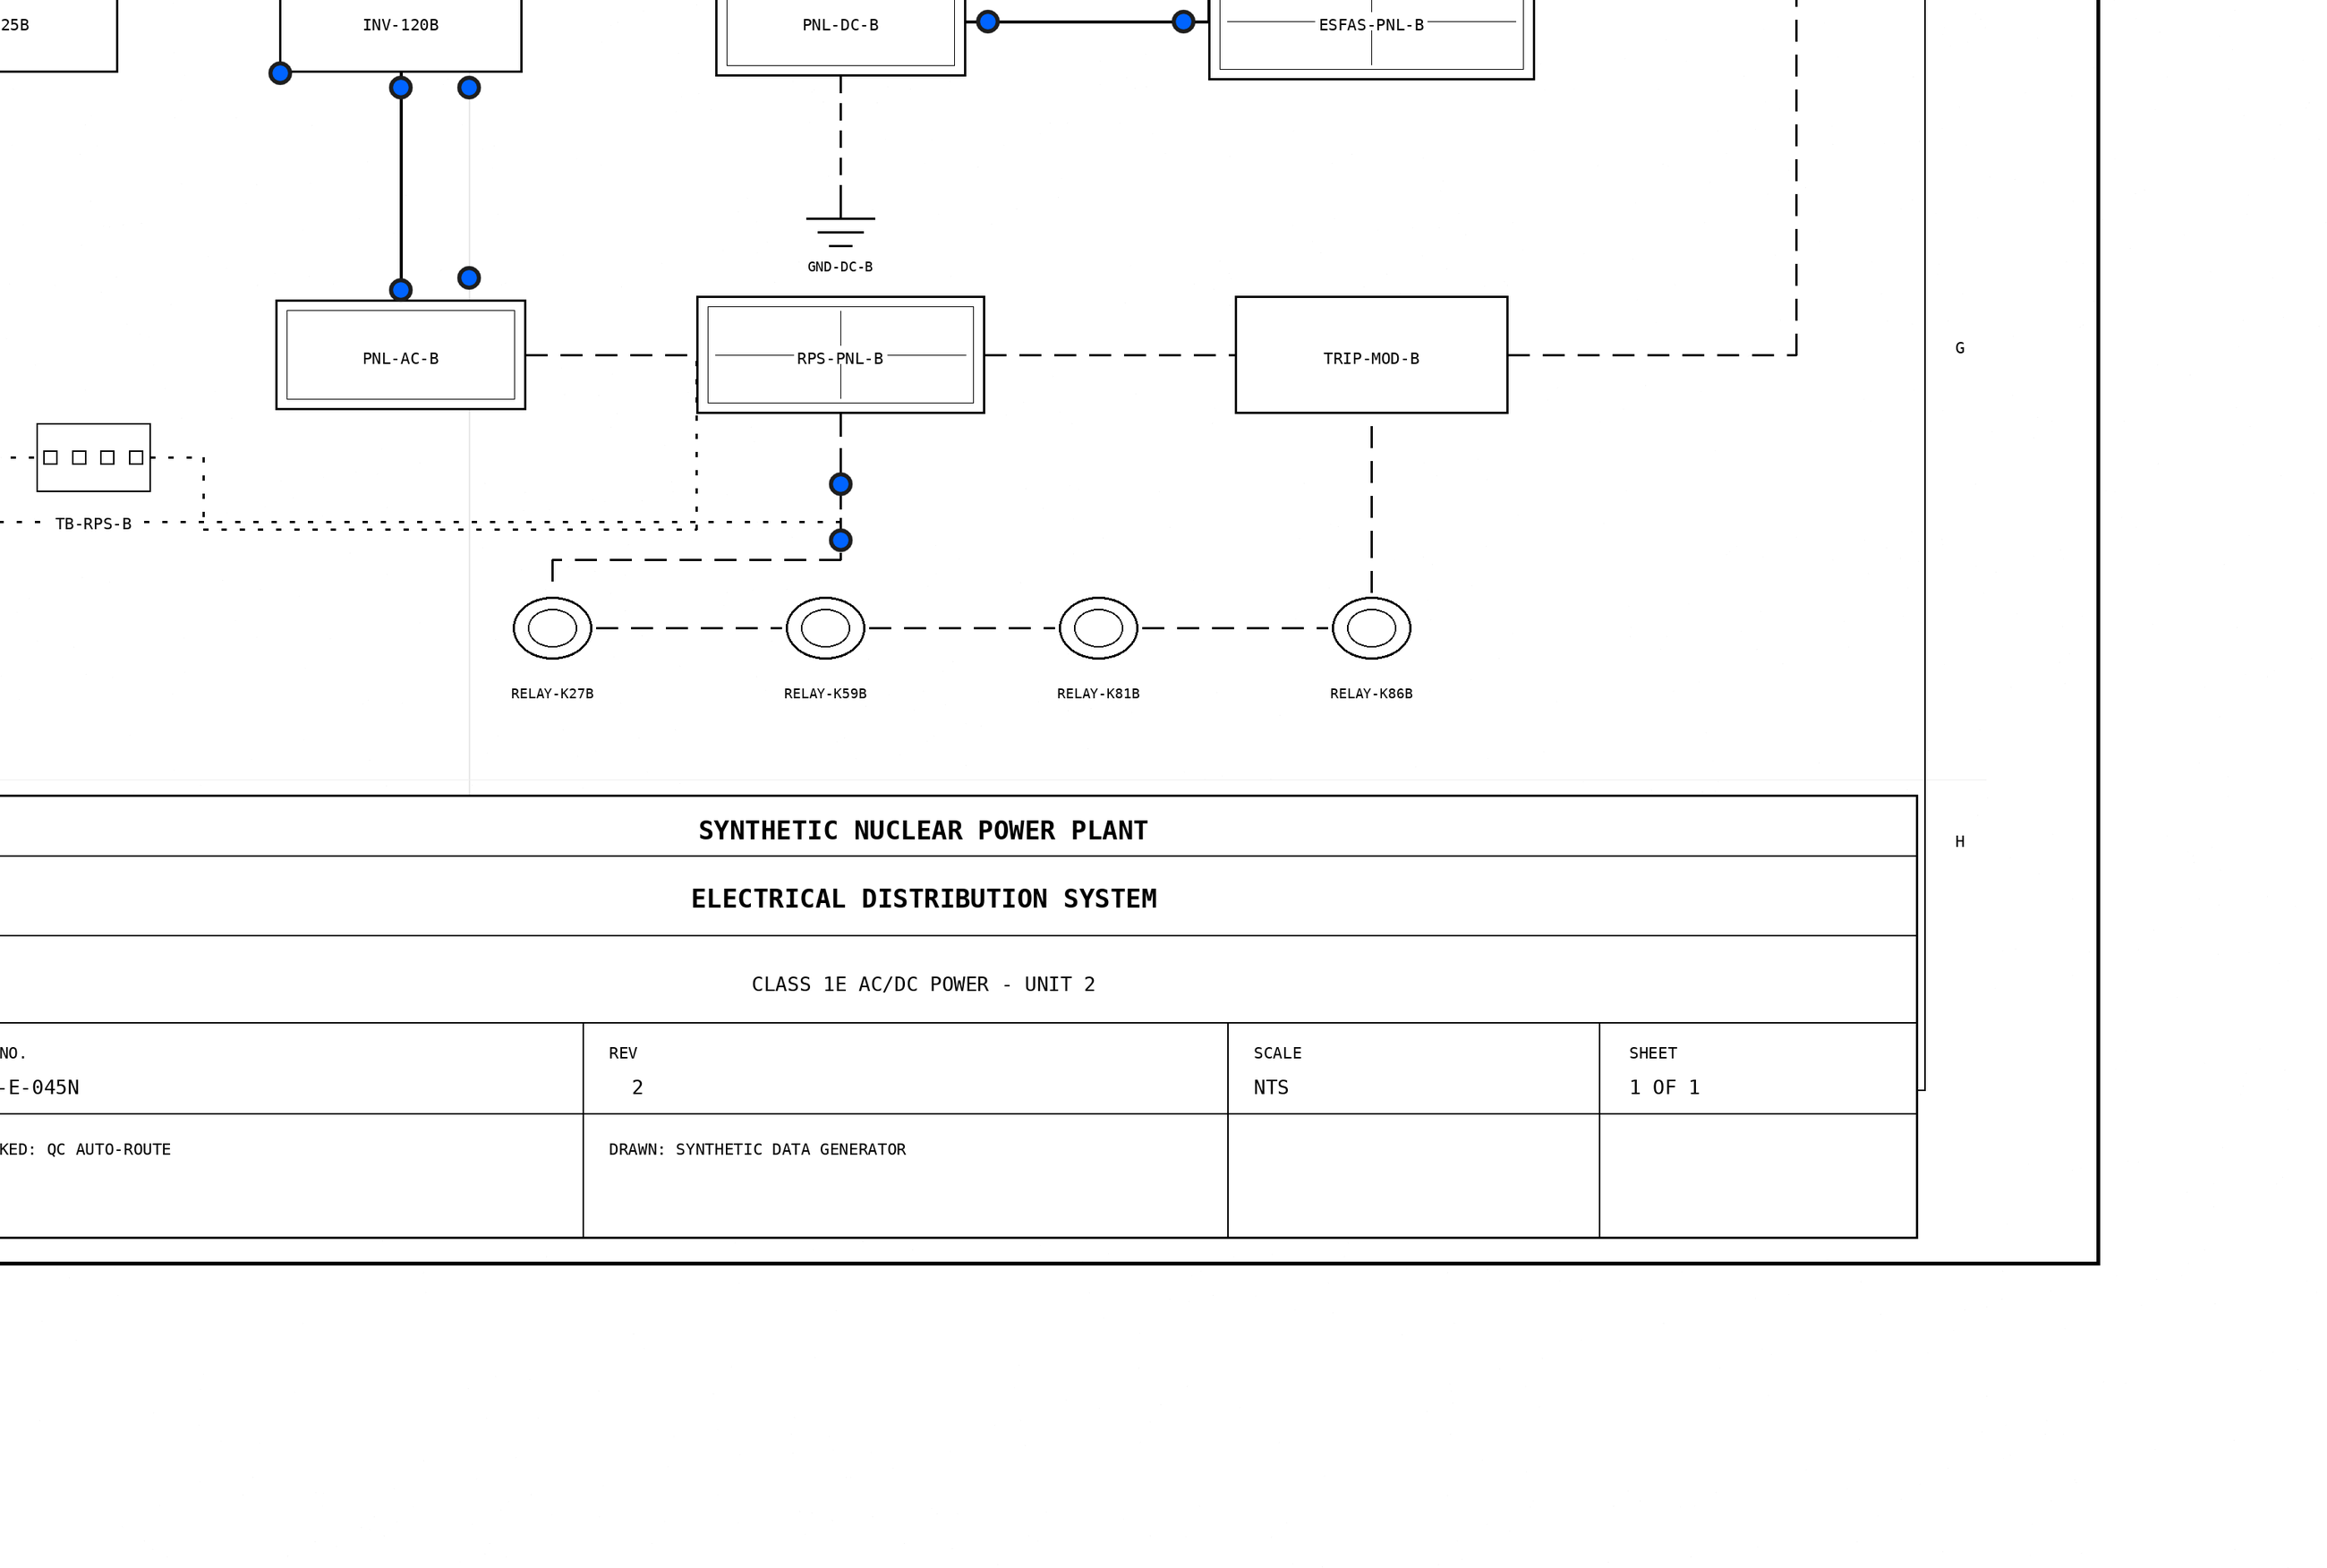 25B
INV-120B
PNL-DC-B
ESFAS-PNL-B
GND-DC-B
PNL-AC-B
RPS-PNL-B
TRIP-MOD-B
G
TB-RPS-B
RELAY-K27B
RELAY-K59B
RELAY-K81B
RELAY-K86B
SYNTHETIC NUCLEAR POWER PLANT
H
ELECTRICAL DISTRIBUTION SYSTEM
CLASS 1E AC/DC POWER - UNIT 2
NO.
REV
SCALE
SHEET
-E-045N
2
NTS
1 OF 1
KED: QC AUTO-ROUTE
DRAWN: SYNTHETIC DATA GENERATOR